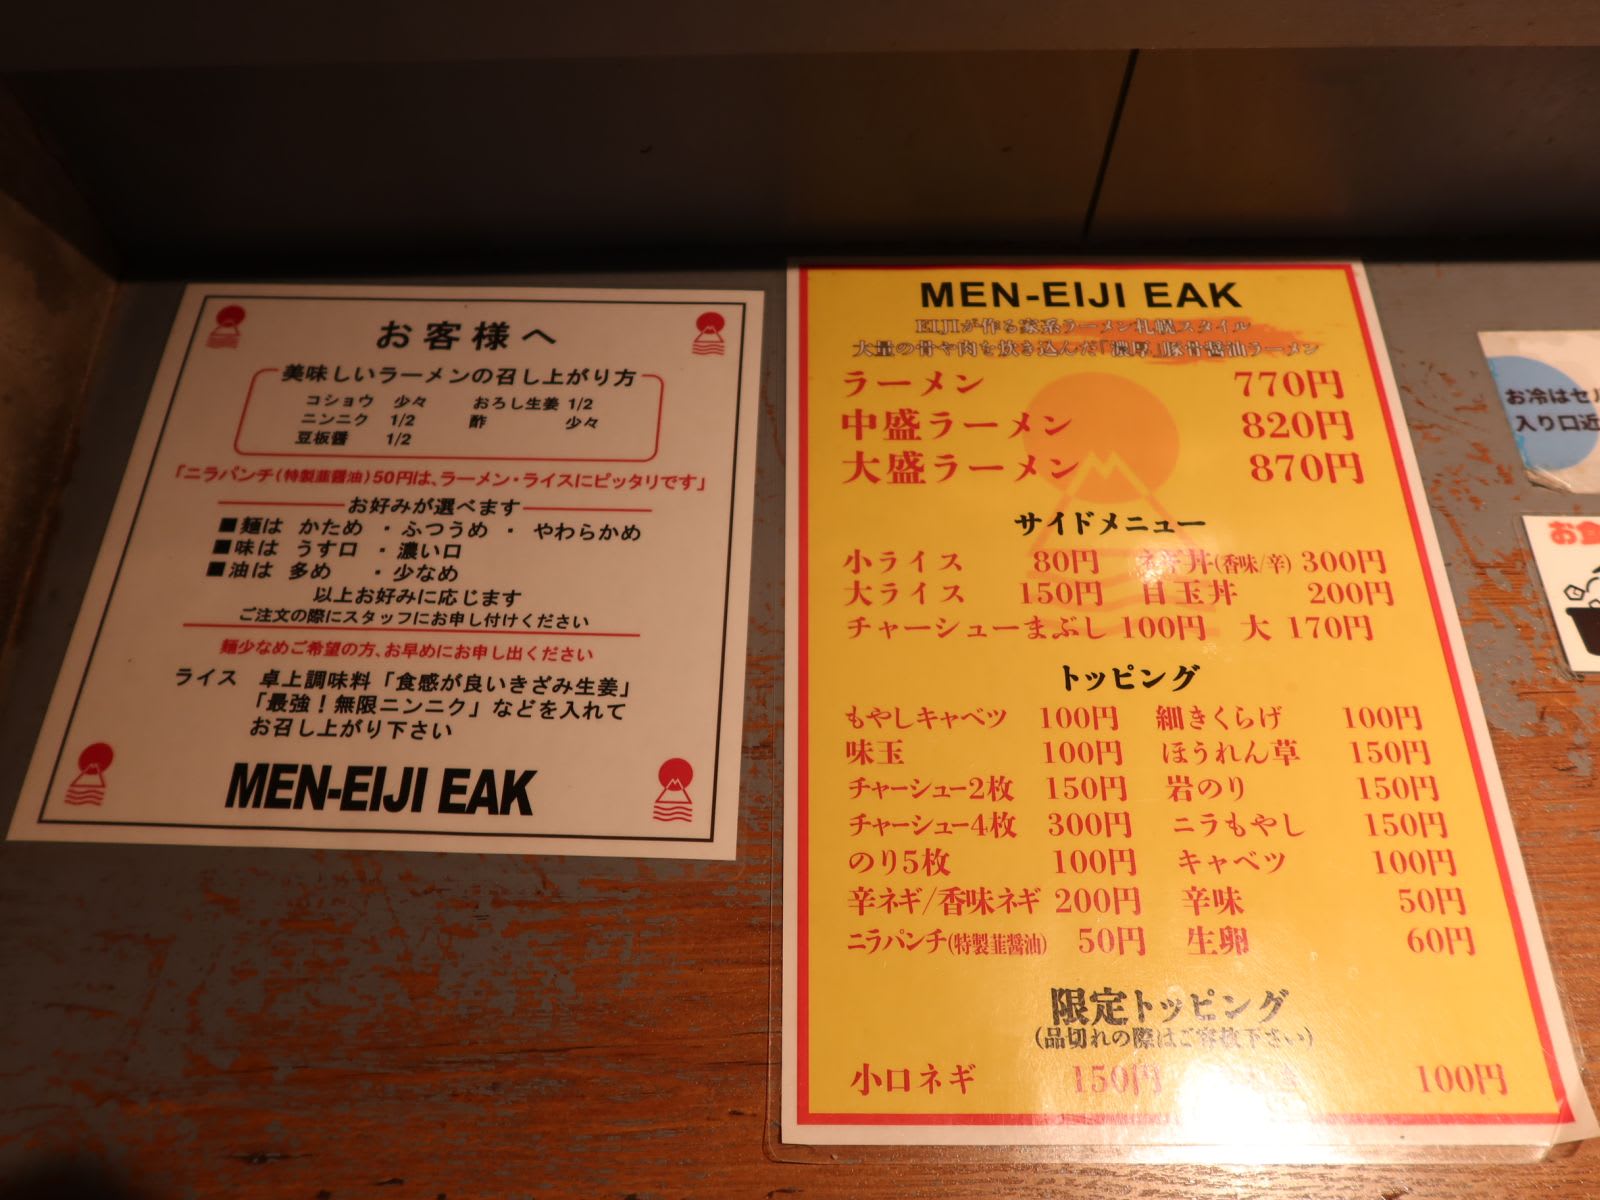 お客様へ
美味しいラーメンの召し上がり方
コショウ 少々 おろし生姜 1/2
ニンニク 1/2 酢 少々
豆板醤 1/2
「ニラパンチ(特製韮醤油)50円は、ラーメン・ライスにピッタリです」
お好みが選べます
■麺は かため ・ ふつうめ ・ やわらかめ
■味は うす口 ・ 濃い口
■油は 多め ・ 少なめ
以上お好みに応じます
ご注文の際にスタッフにお申し付けください
麺少なめご希望の方、お早めにお申し出ください
ライス 卓上調味料「食感が良いきざみ生姜」
「最強!無限ニンニク」などを入れて
お召し上がり下さい
MEN-EIJI EAK
MEN-EIJI EAK
EIJIが作る家系ラーメン札幌スタイル
大量の骨や肉を炊き込んだ「濃厚」豚骨醤油ラーメン
ラーメン 770円
中盛ラーメン 820円
大盛ラーメン 870円
サイドメニュー
小ライス 80円 ネギ丼(香味/辛) 300円
大ライス 150円 目玉丼 200円
チャーシューまぶし 100円 大 170円
トッピング
もやしキャベツ 100円 細きくらげ 100円
味玉 100円 ほうれん草 150円
チャーシュー2枚 150円 岩のり 150円
チャーシュー4枚 300円 ニラもやし 150円
のり5枚 100円 キャベツ 100円
辛ネギ/香味ネギ 200円 辛味 50円
ニラパンチ(特製韮醤油) 50円 生卵 60円
限定トッピング
(品切れの際はご容赦下さい)
小口ネギ 150円 100円
お冷はセル
入り口近
お食